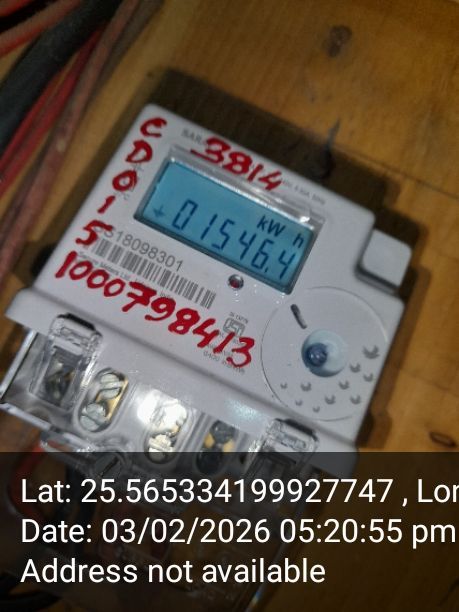 3814
CD015
kW h
01546.4
S18098301
1000798413
Lat: 25.565334199927747 , Lon
Date: 03/02/2026 05:20:55 pm
Address not available